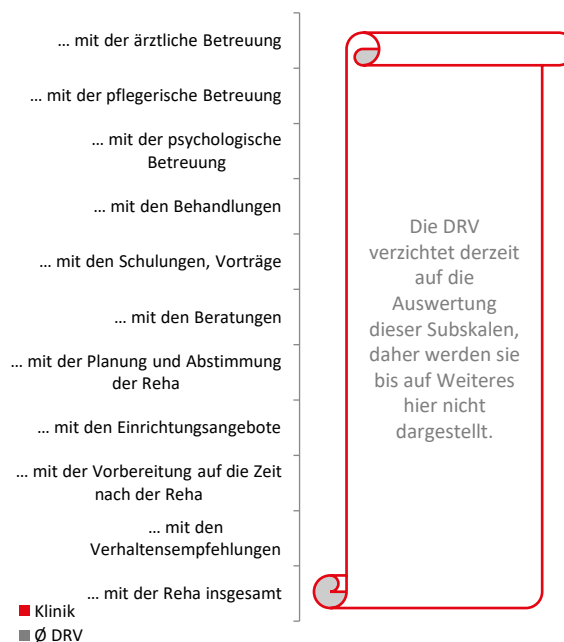 ... mit der ärztliche Betreuung
... mit der pflegerische Betreuung
... mit der psychologische
Betreuung
... mit den Behandlungen
... mit den Schulungen, Vorträge
... mit den Beratungen
... mit der Planung und Abstimmung
der Reha
... mit den Einrichtungsangebote
... mit der Vorbereitung auf die Zeit
nach der Reha
... mit den
Verhaltensempfehlungen
... mit der Reha insgesamt
Die DRV
verzichtet derzeit
auf die
Auswertung
dieser Subskalen,
daher werden sie
bis auf Weiteres
hier nicht
dargestellt.
Klinik
Ø DRV